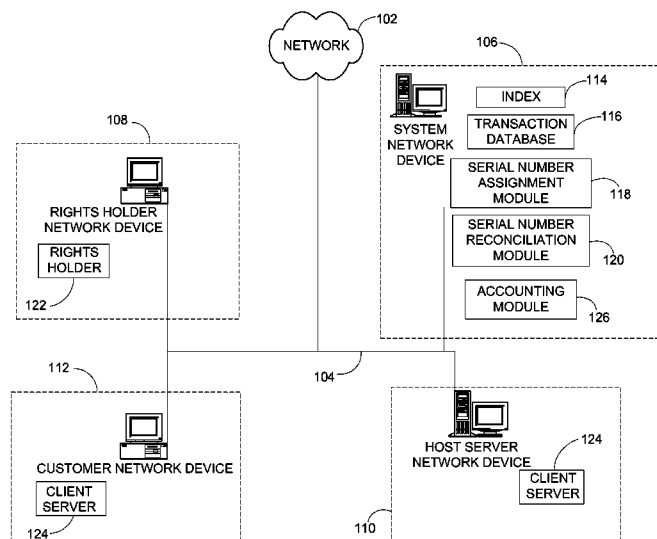 102
NETWORK
106
114
INDEX
116
TRANSACTION
DATABASE
SYSTEM
NETWORK
DEVICE
SERIAL NUMBER
ASSIGNMENT
MODULE
118
SERIAL NUMBER
RECONCILIATION
MODULE
120
ACCOUNTING
MODULE
126
108
RIGHTS HOLDER
NETWORK DEVICE
RIGHTS
HOLDER
122
104
112
CUSTOMER NETWORK DEVICE
CLIENT
SERVER
124
HOST SERVER
NETWORK DEVICE
124
CLIENT
SERVER
110